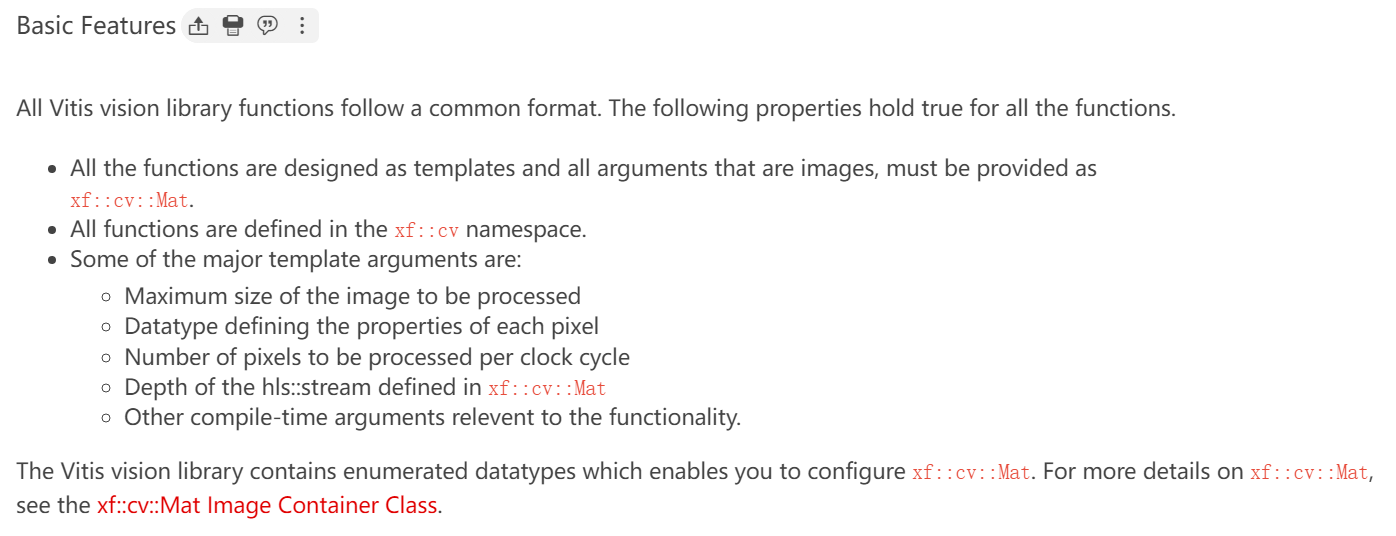 Basic Features
All Vitis vision library functions follow a common format. The following properties hold true for all the functions.
All the functions are designed as templates and all arguments that are images, must be provided as
xf::cv::Mat.
All functions are defined in the xf::cv namespace.
Some of the major template arguments are:
Maximum size of the image to be processed
Datatype defining the properties of each pixel
Number of pixels to be processed per clock cycle
Depth of the hls::stream defined in xf::cv::Mat
Other compile-time arguments relevent to the functionality.
The Vitis vision library contains enumerated datatypes which enables you to configure xf::cv::Mat. For more details on xf::cv::Mat,
see the xf::cv::Mat Image Container Class.